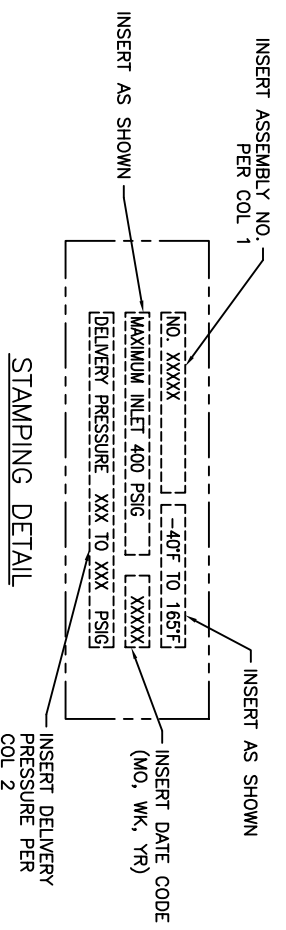 INSERT ASSEMBLY NO.
PER COL 1
INSERT AS SHOWN
INSERT AS SHOWN
NO. XXXXX
-40°F TO 165°F
MAXIMUM INLET 400 PSIG
XXXXX
DELIVERY PRESSURE XXX TO XXX PSIG
INSERT DATE CODE
(MO, WK, YR)
INSERT DELIVERY
PRESSURE PER
COL 2
STAMPING DETAIL